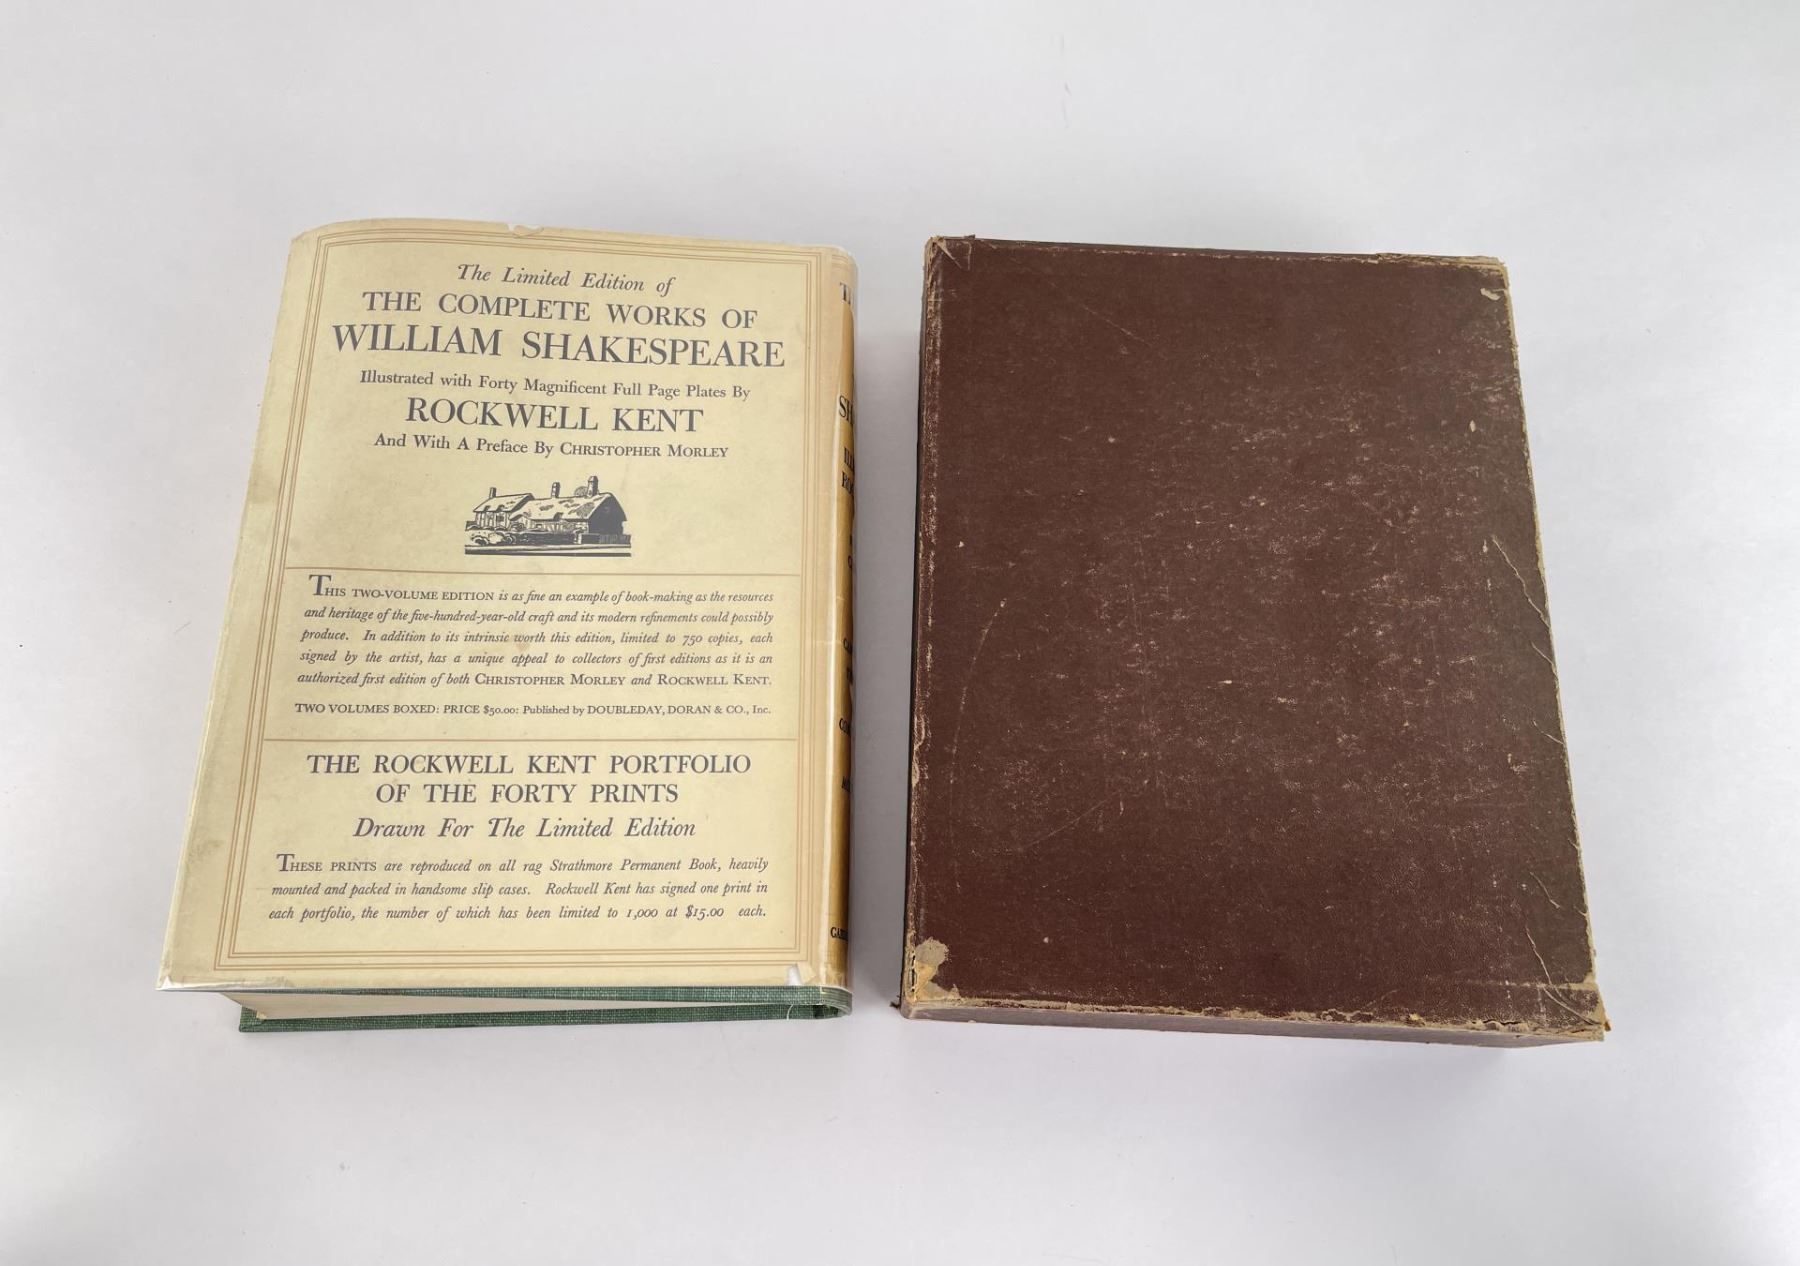 The Limited Edition of
THE COMPLETE WORKS OF
WILLIAM SHAKESPEARE
Illustrated with Forty Magnificent Full Page Plates By
ROCKWELL KENT
And With A Preface By CHRISTOPHER MORLEY
THIS TWO-VOLUME EDITION is as fine an example of book-making as the resources
and heritage of the five-hundred-year-old craft and its modern refinements could possibly
produce. In addition to its intrinsic worth this edition, limited to 750 copies, each
signed by the artist, has a unique appeal to collectors of first editions as it is an
authorized first edition of both CHRISTOPHER MORLEY and ROCKWELL KENT.
TWO VOLUMES BOXED: PRICE $50.00: Published by DOUBLEDAY, DORAN & CO., Inc.
THE ROCKWELL KENT PORTFOLIO
OF THE FORTY PRINTS
Drawn For The Limited Edition
THESE PRINTS are reproduced on all rag Strathmore Permanent Book, heavily
mounted and packed in handsome slip cases. Rockwell Kent has signed one print in
each portfolio, the number of which has been limited to 1,000 at $15.00 each.